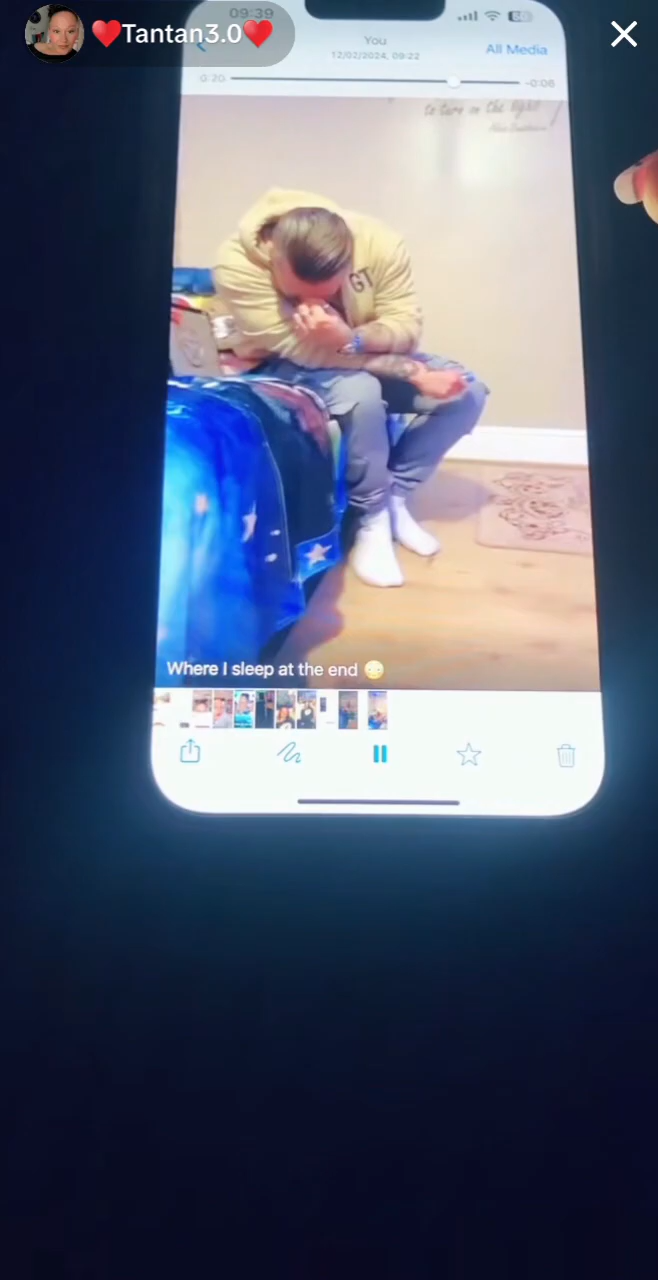 09:39
❤️Tantan3.0❤️
You
12/02/2024, 09:22
All Media
0:20
-0:06
GT
Where I sleep at the end 😳